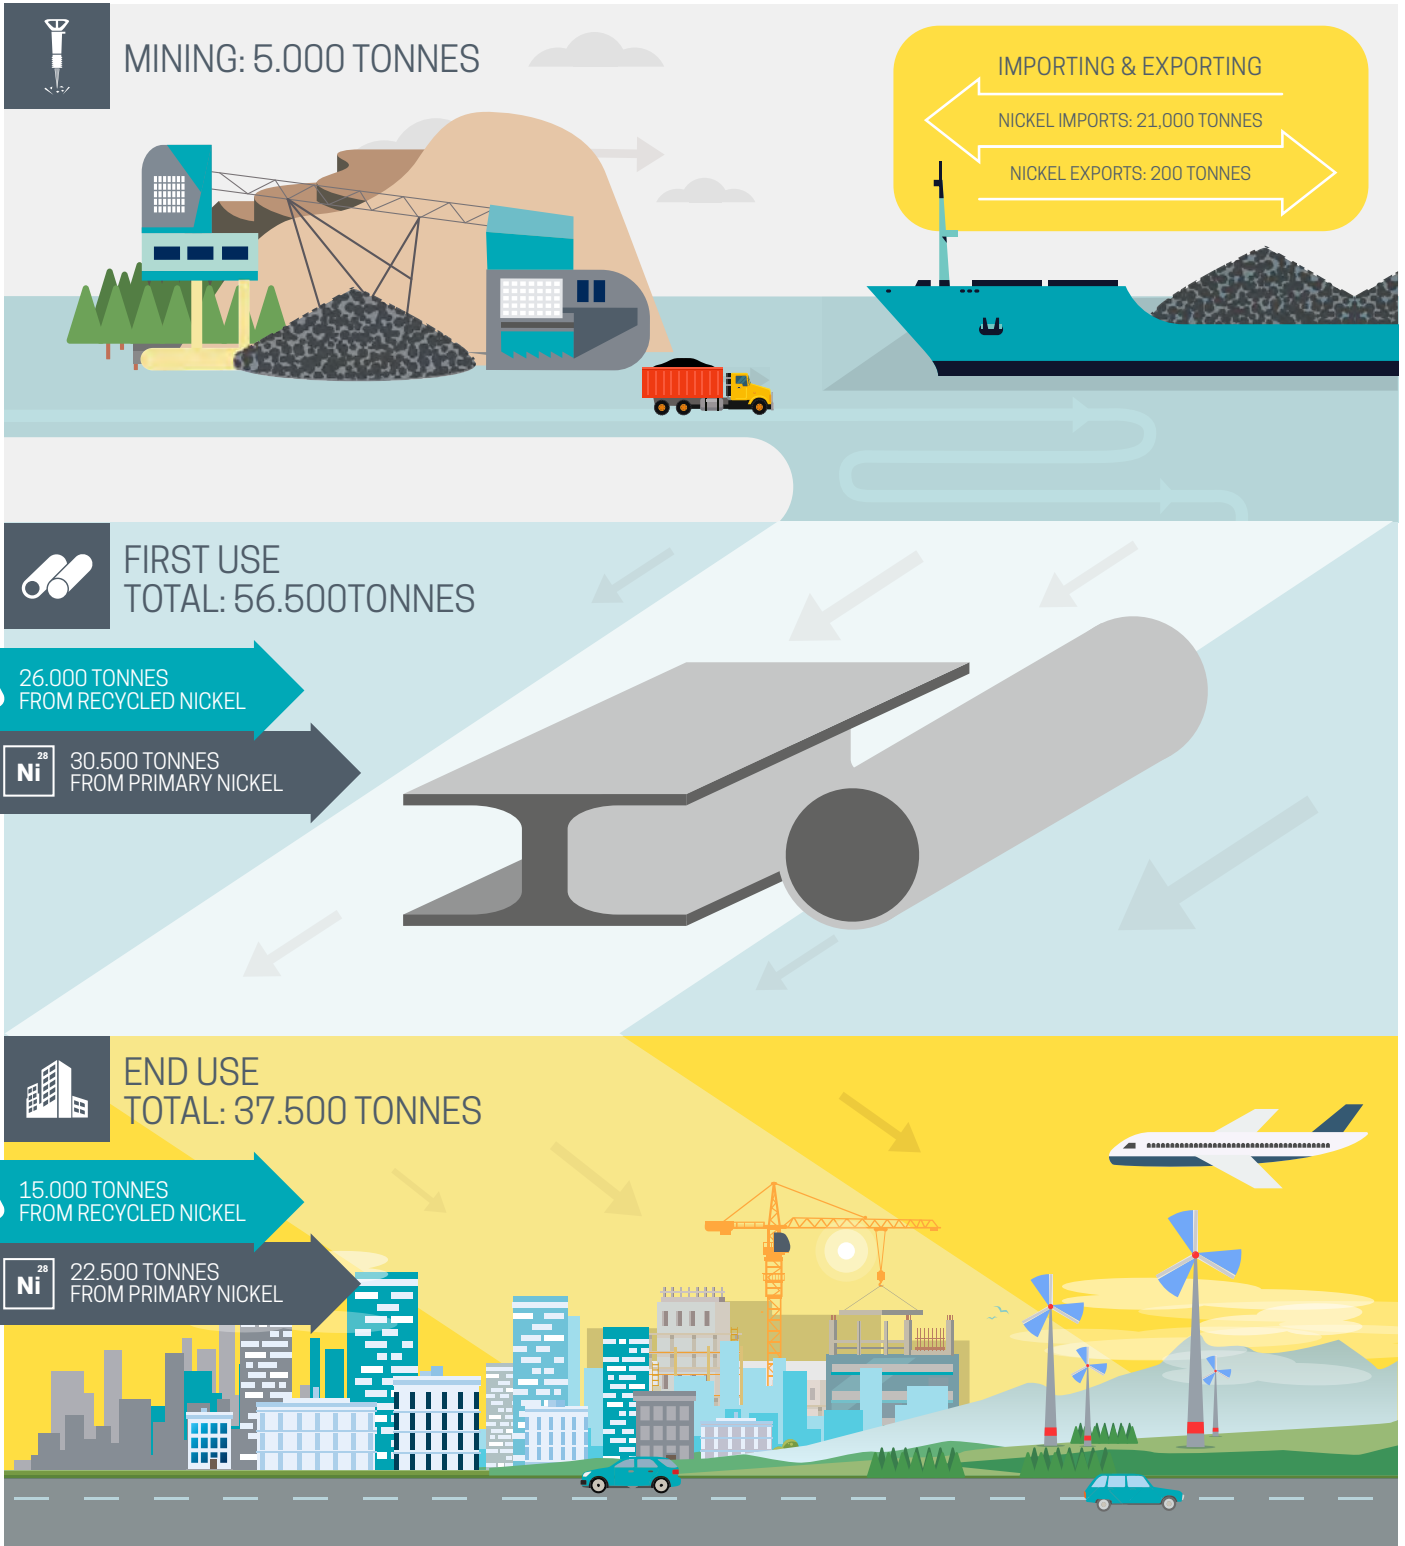 MINING: 5.000 TONNES
IMPORTING & EXPORTING
NICKEL IMPORTS: 21,000 TONNES
NICKEL EXPORTS: 200 TONNES
FIRST USE
TOTAL: 56.500TONNES
26.000 TONNES
FROM RECYCLED NICKEL
28
Ni
30.500 TONNES
FROM PRIMARY NICKEL
END USE
TOTAL: 37.500 TONNES
15.000 TONNES
FROM RECYCLED NICKEL
28
Ni
22.500 TONNES
FROM PRIMARY NICKEL